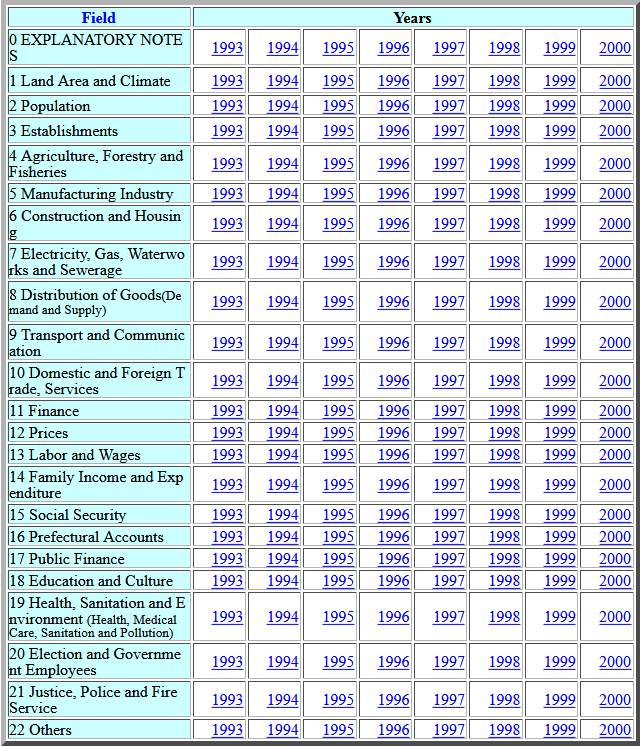 Field Years
0 EXPLANATORY NOTE
S 1993 1994 1995 1996 1997 1998 1999 2000
1 Land Area and Climate 1993 1994 1995 1996 1997 1998 1999 2000
2 Population 1993 1994 1995 1996 1997 1998 1999 2000
3 Establishments 1993 1994 1995 1996 1997 1998 1999 2000
4 Agriculture, Forestry and
Fisheries 1993 1994 1995 1996 1997 1998 1999 2000
5 Manufacturing Industry 1993 1994 1995 1996 1997 1998 1999 2000
6 Construction and Housin
g 1993 1994 1995 1996 1997 1998 1999 2000
7 Electricity, Gas, Waterwo
rks and Sewerage 1993 1994 1995 1996 1997 1998 1999 2000
8 Distribution of Goods(De
mand and Supply) 1993 1994 1995 1996 1997 1998 1999 2000
9 Transport and Communic
ation 1993 1994 1995 1996 1997 1998 1999 2000
10 Domestic and Foreign T
rade, Services 1993 1994 1995 1996 1997 1998 1999 2000
11 Finance 1993 1994 1995 1996 1997 1998 1999 2000
12 Prices 1993 1994 1995 1996 1997 1998 1999 2000
13 Labor and Wages 1993 1994 1995 1996 1997 1998 1999 2000
14 Family Income and Exp
enditure 1993 1994 1995 1996 1997 1998 1999 2000
15 Social Security 1993 1994 1995 1996 1997 1998 1999 2000
16 Prefectural Accounts 1993 1994 1995 1996 1997 1998 1999 2000
17 Public Finance 1993 1994 1995 1996 1997 1998 1999 2000
18 Education and Culture 1993 1994 1995 1996 1997 1998 1999 2000
19 Health, Sanitation and E
nvironment (Health, Medical
Care, Sanitation and Pollution) 1993 1994 1995 1996 1997 1998 1999 2000
20 Election and Governme
nt Employees 1993 1994 1995 1996 1997 1998 1999 2000
21 Justice, Police and Fire
Service 1993 1994 1995 1996 1997 1998 1999 2000
22 Others 1993 1994 1995 1996 1997 1998 1999 2000